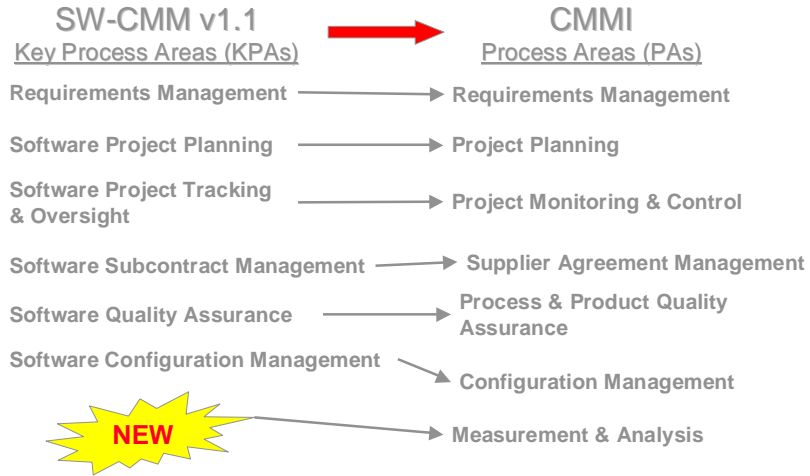 SW-CMM v1.1
CMMI
Key Process Areas (KPAs)
Process Areas (PAs)
Requirements Management
Requirements Management
Software Project Planning
Project Planning
Software Project Tracking
& Oversight
Project Monitoring & Control
Software Subcontract Management
Supplier Agreement Management
Software Quality Assurance
Process & Product Quality
Assurance
Software Configuration Management
Configuration Management
NEW
Measurement & Analysis